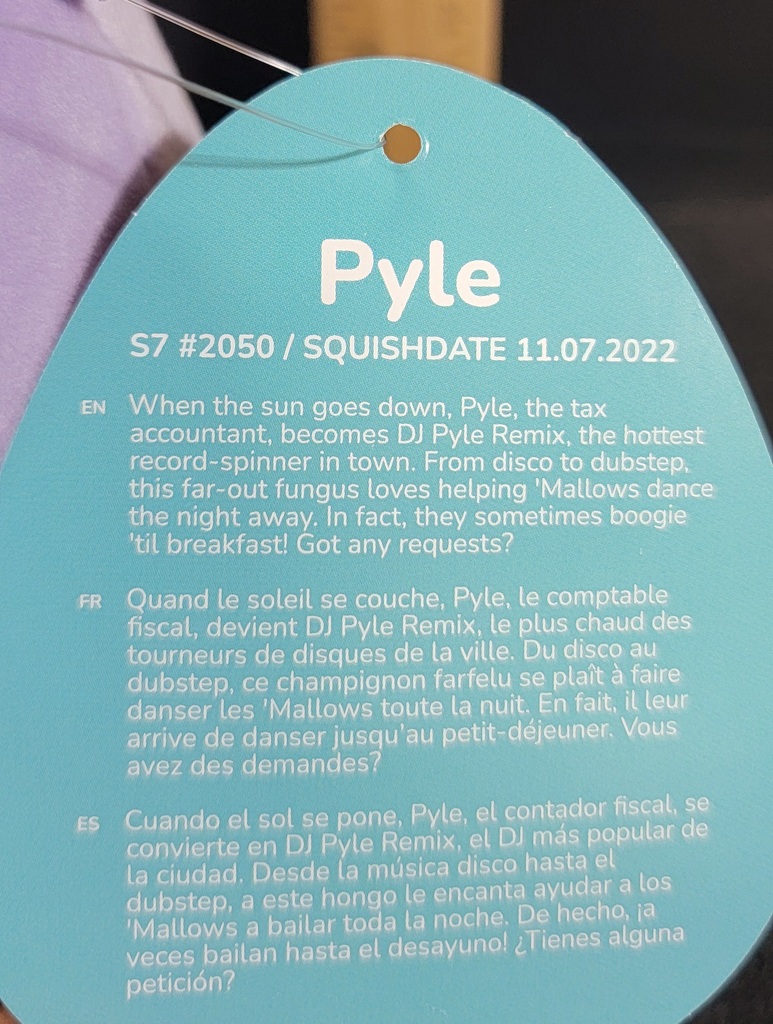 Pyle
S7 #2050 / SQUISHDATE 11.07.2022
EN When the sun goes down, Pyle, the tax
accountant, becomes DJ Pyle Remix, the hottest
record-spinner in town. From disco to dubstep,
this far-out fungus loves helping 'Mallows dance
the night away. In fact, they sometimes boogie
'til breakfast! Got any requests?
FR Quand le soleil se couche, Pyle, le comptable
fiscal, devient DJ Pyle Remix, le plus chaud des
tourneurs de disques de la ville. Du disco au
dubstep, ce champignon farfelu se plaît à faire
danser les 'Mallows toute la nuit. En fait, il leur
arrive de danser jusqu'au petit-déjeuner. Vous
avez des demandes?
ES Cuando el sol se pone, Pyle, el contador fiscal, se
convierte en DJ Pyle Remix, el DJ más popular de
la ciudad. Desde la música disco hasta el
dubstep, a este hongo le encanta ayudar a los
'Mallows a bailar toda la noche. De hecho, ¡a
veces bailan hasta el desayuno! ¿Tienes alguna
petición?